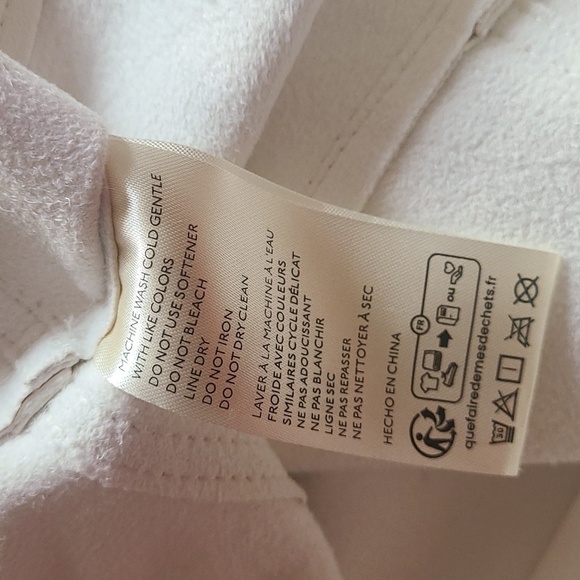 MACHINE WASH COLD GENTLE
WITH LIKE COLORS
DO NOT USE SOFTENER
DO NOT BLEACH
LINE DRY
DO NOT IRON
DO NOT DRY CLEAN
LAVER À LA MACHINE À L'EAU
FROIDE AVEC COULEURS
SIMILAIRES CYCLE DÉLICAT
NE PAS ADOUCISSANT
NE PAS BLANCHIR
LIGNE SEC
NE PAS REPASSER
NE PAS NETTOYER À SEC
HECHO EN CHINA
FR
OU
quefairedemesdechets.fr
30